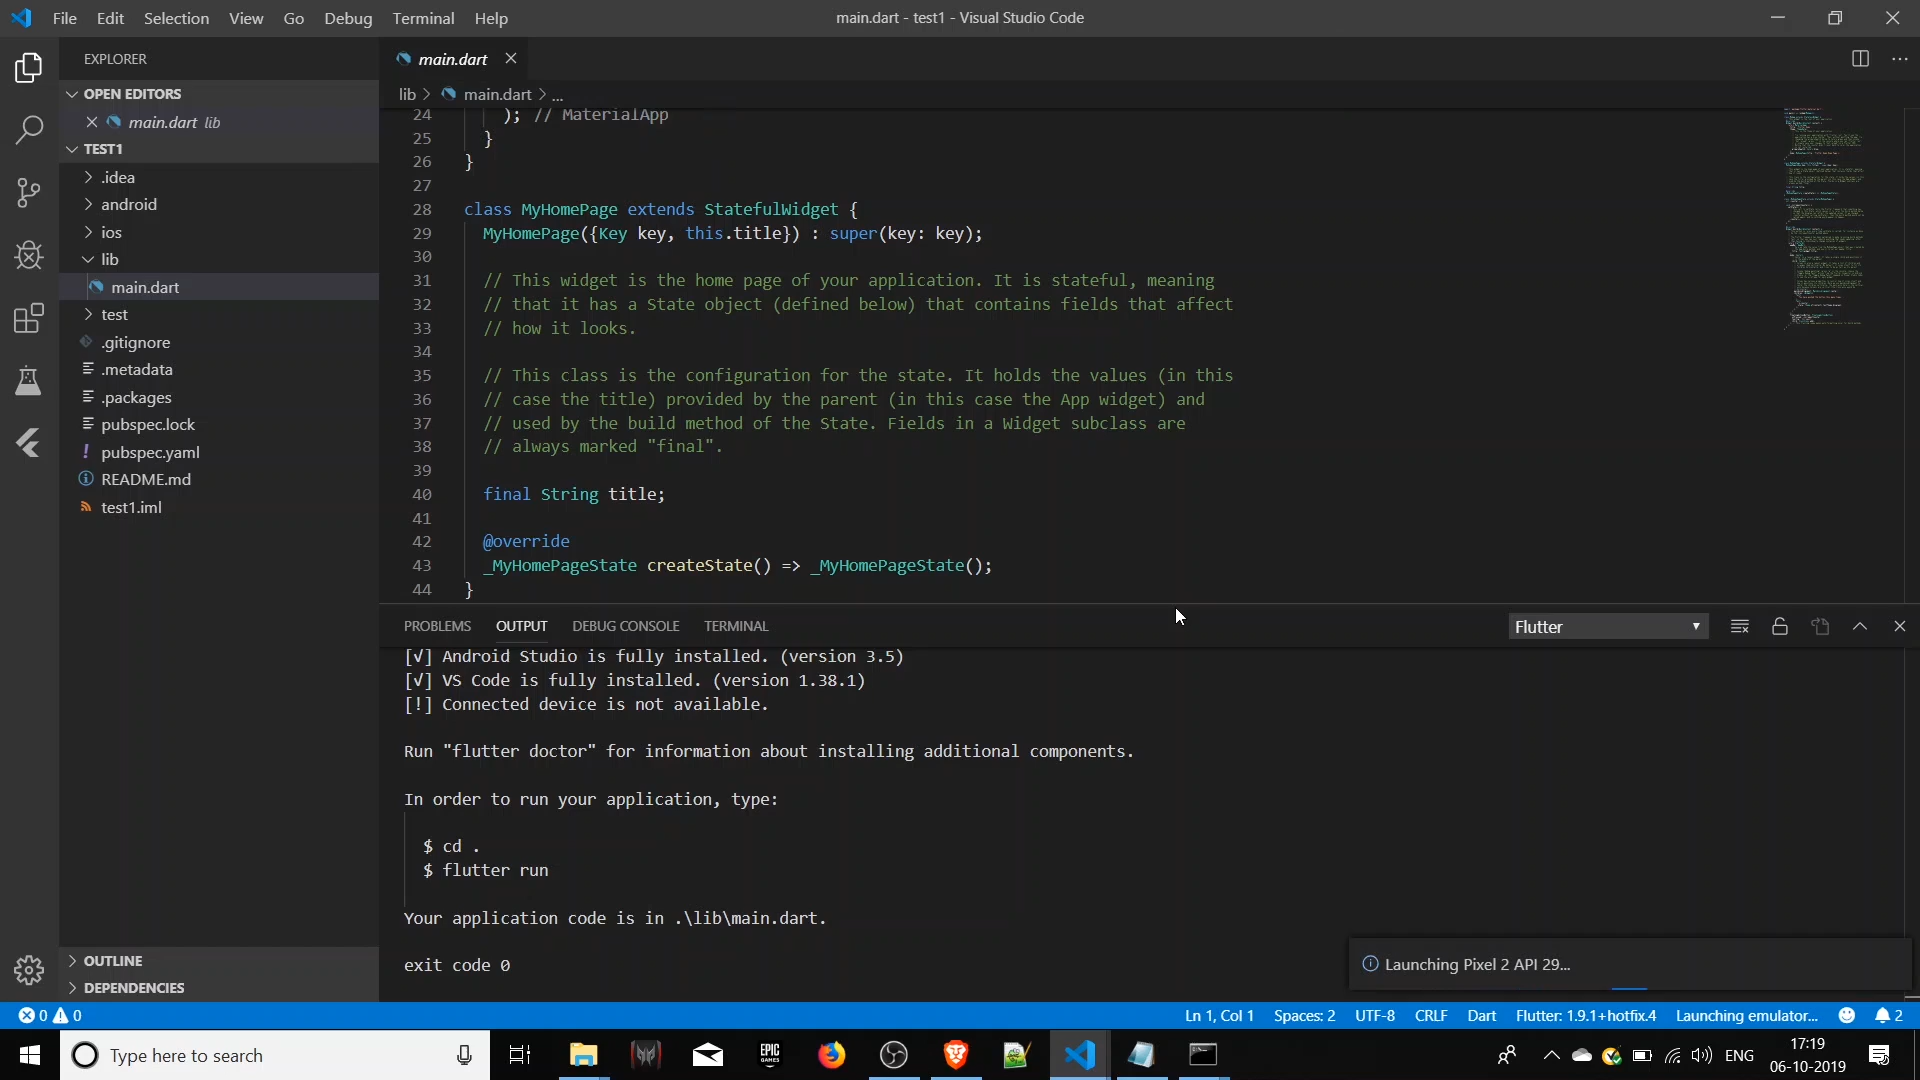 File Edit Selection View Go Debug Terminal Help
main.dart - test1 - Visual Studio Code
EXPLORER
OPEN EDITORS
main.dart lib
TEST1
.idea
android
ios
lib
main.dart
test
.gitignore
.metadata
.packages
pubspec.lock
pubspec.yaml
README.md
test1.iml
OUTLINE
DEPENDENCIES
main.dart
lib > main.dart > ...
24 ); // MaterialApp
25 }
26 }
27
28 class MyHomePage extends StatefulWidget {
29 MyHomePage({Key key, this.title}) : super(key: key);
30
31 // This widget is the home page of your application. It is stateful, meaning
32 // that it has a State object (defined below) that contains fields that affect
33 // how it looks.
34
35 // This class is the configuration for the state. It holds the values (in this
36 // case the title) provided by the parent (in this case the App widget) and
37 // used by the build method of the State. Fields in a Widget subclass are
38 // always marked "final".
39
40 final String title;
41
42 @override
43 _MyHomePageState createState() => _MyHomePageState();
44 }
PROBLEMS OUTPUT DEBUG CONSOLE TERMINAL
Flutter
[√] Android Studio is fully installed. (version 3.5)
[√] VS Code is fully installed. (version 1.38.1)
[!] Connected device is not available.
Run "flutter doctor" for information about installing additional components.
In order to run your application, type:
$ cd .
$ flutter run
Your application code is in .\lib\main.dart.
exit code 0
Launching Pixel 2 API 29...
0 0
Ln 1, Col 1 Spaces: 2 UTF-8 CRLF Dart Flutter: 1.9.1+hotfix.4 Launching emulator... 2
Type here to search
EPIC GAMES
ENG
17:19
06-10-2019